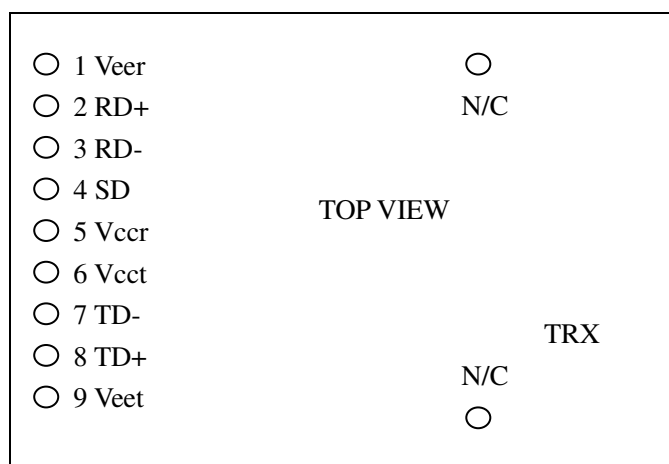 1 Veer
2 RD+
N/C
3 RD-
4 SD
TOP VIEW
5 Vccr
6 Vcct
7 TD-
TRX
8 TD+
N/C
9 Veet